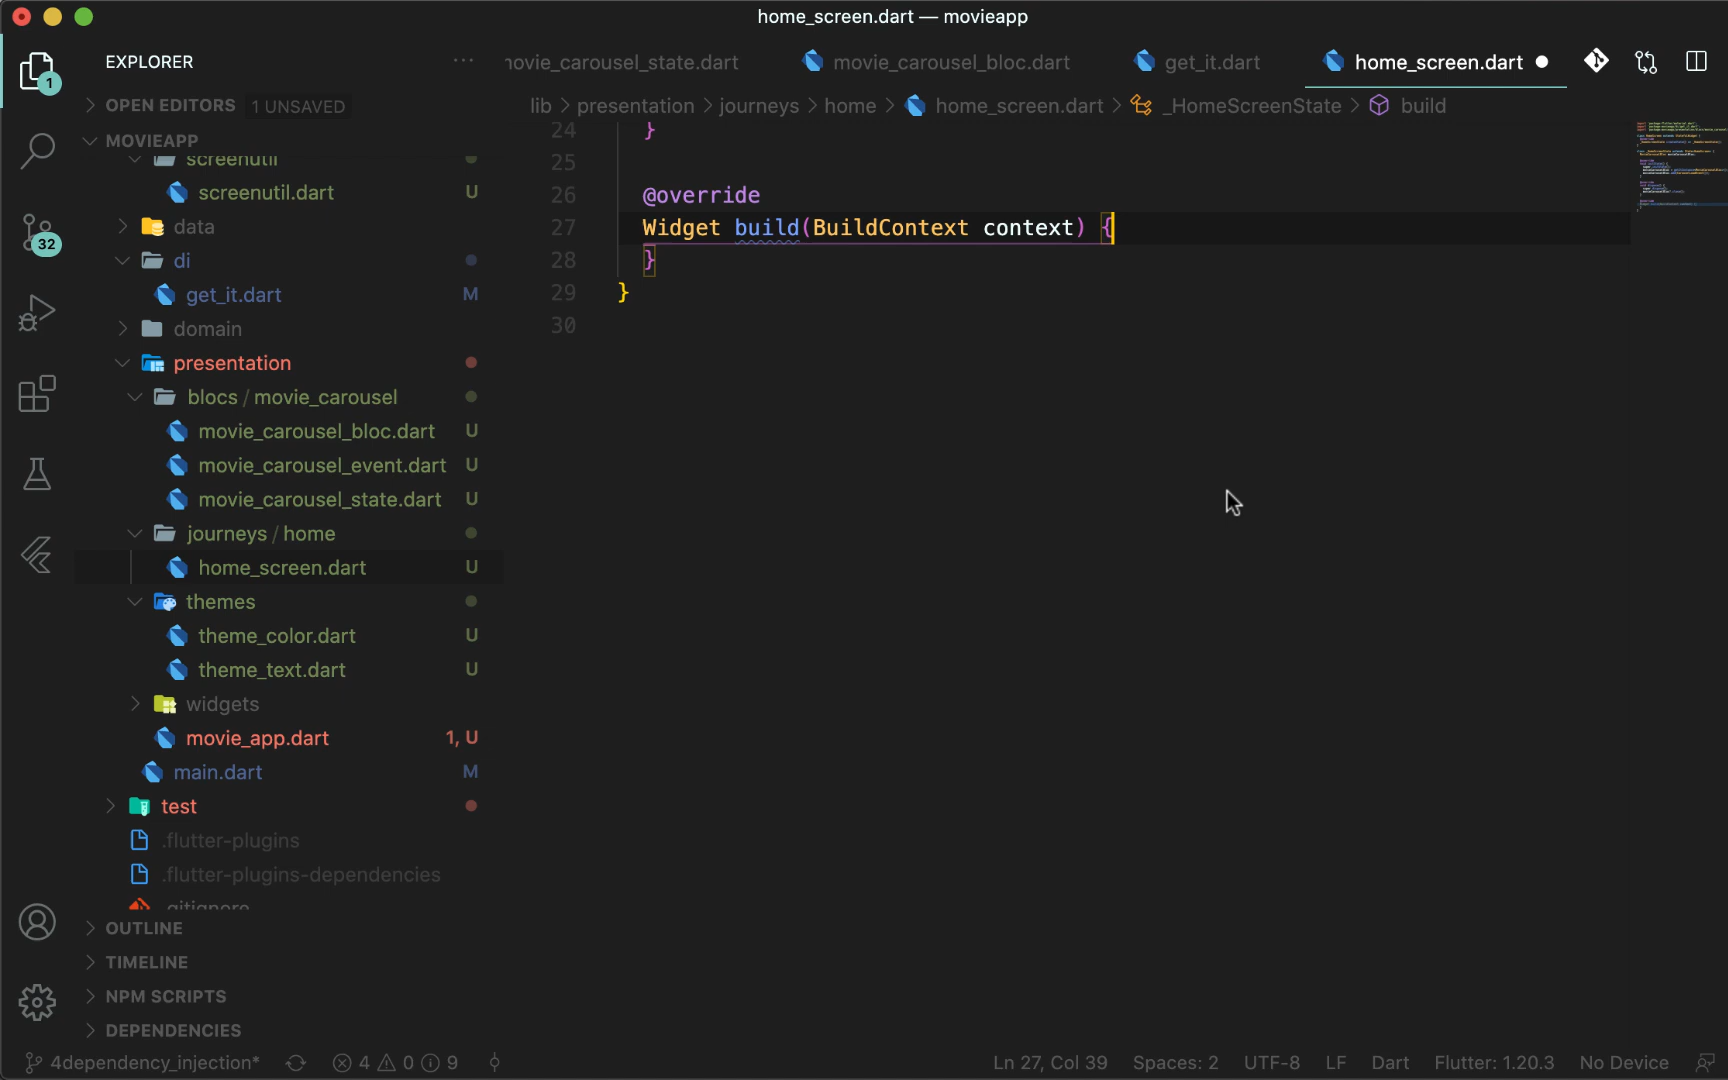 home_screen.dart — movieapp
EXPLORER
ovie_carousel_state.dart
movie_carousel_bloc.dart
get_it.dart
home_screen.dart
1
OPEN EDITORS 1 UNSAVED
lib > presentation > journeys > home > home_screen.dart > _HomeScreenState > build
MOVIEAPP
screenutil
screenutil.dart U
data
32
di
get_it.dart M
domain
presentation
blocs / movie_carousel
movie_carousel_bloc.dart U
movie_carousel_event.dart U
movie_carousel_state.dart U
journeys / home
home_screen.dart U
themes
theme_color.dart U
theme_text.dart U
widgets
movie_app.dart 1, U
main.dart M
test
.flutter-plugins
.flutter-plugins-dependencies
.gitignore
OUTLINE
TIMELINE
NPM SCRIPTS
DEPENDENCIES
24 }
25
26 @override
27 Widget build(BuildContext context) {
28 }
29 }
30
4dependency_injection* 4 0 9
Ln 27, Col 39 Spaces: 2 UTF-8 LF Dart Flutter: 1.20.3 No Device